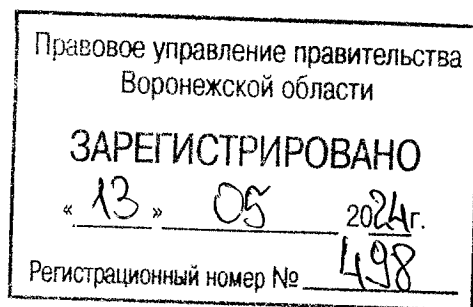 Правовое управление правительства
Воронежской области
ЗАРЕГИСТРИРОВАНО
« 13 » 05 2024г.
Регистрационный номер № 498